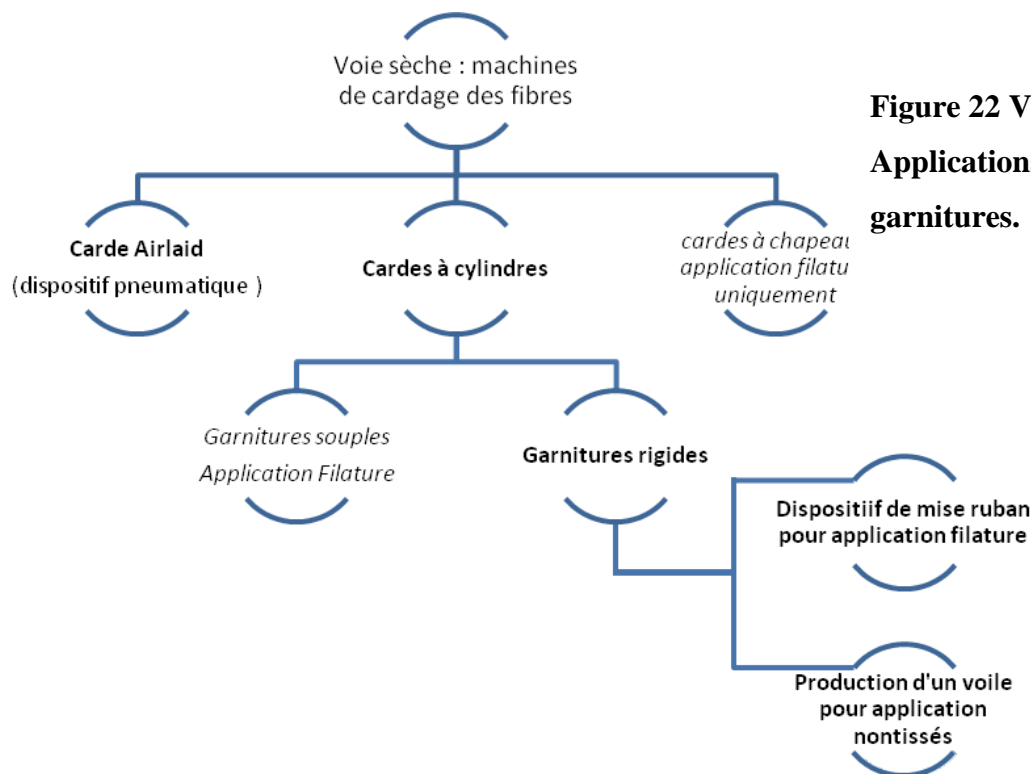 Voie sèche : machines
de cardage des fibres
Figure 22 V
Application
garnitures.
Carde Airlaid
(dispositif pneumatique )
Cardes à cylindres
cardes à chapeau
application filatu
uniquement
Garnitures souples
Application Filature
Garnitures rigides
Dispositiif de mise ruban
pour application filature
Production d'un voile
pour application
nontissés